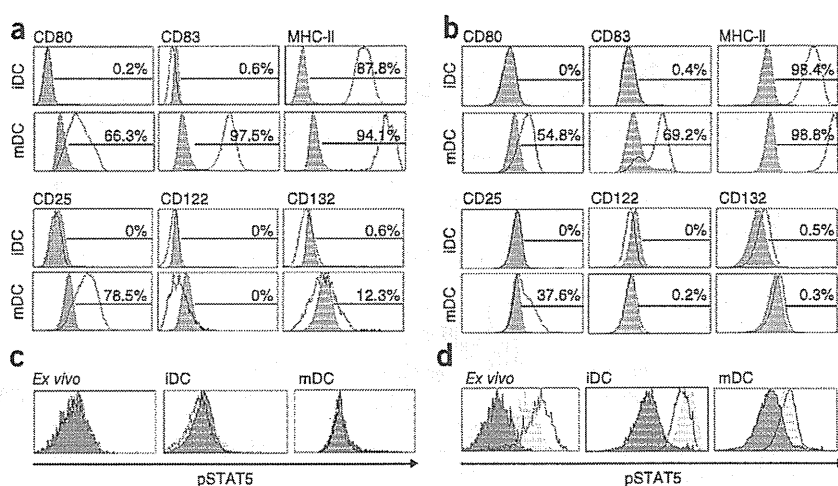 a
CD80 CD83 MHC-II
iDC 0.2% 0.6% 87.8%
mDC 66.3% 97.5% 94.1%
CD25 CD122 CD132
iDC 0% 0% 0.6%
mDC 78.5% 0% 12.3%
b
CD80 CD83 MHC-II
iDC 0% 0.4% 98.4%
mDC 54.8% 69.2% 98.8%
CD25 CD122 CD132
iDC 0% 0% 0.5%
mDC 37.6% 0.2% 0.3%
c
Ex vivo iDC mDC
pSTAT5
d
Ex vivo iDC mDC
pSTAT5